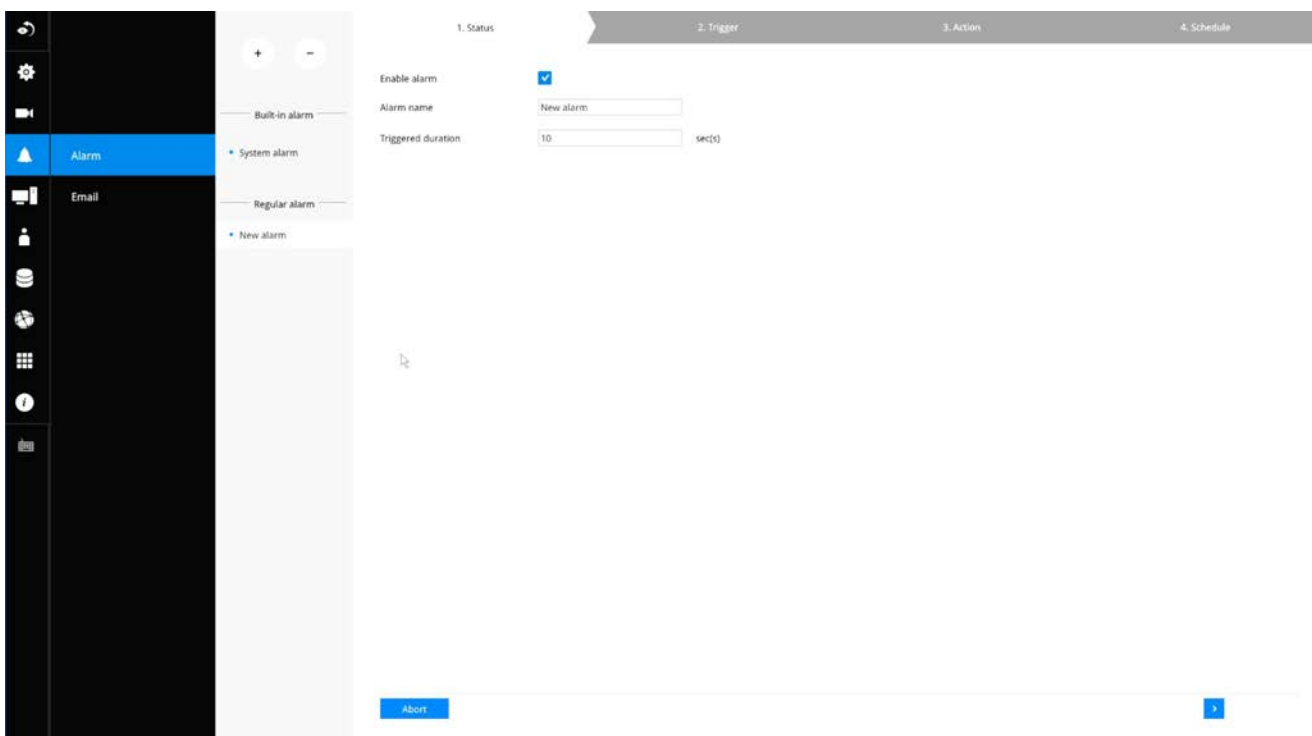 1. Status
2. Trigger
3. Action
4. Schedule
+ −
Enable alarm
Alarm name New alarm
Built-in alarm
Triggered duration 10 sec(s)
Alarm
System alarm
Email
Regular alarm
New alarm
Abort